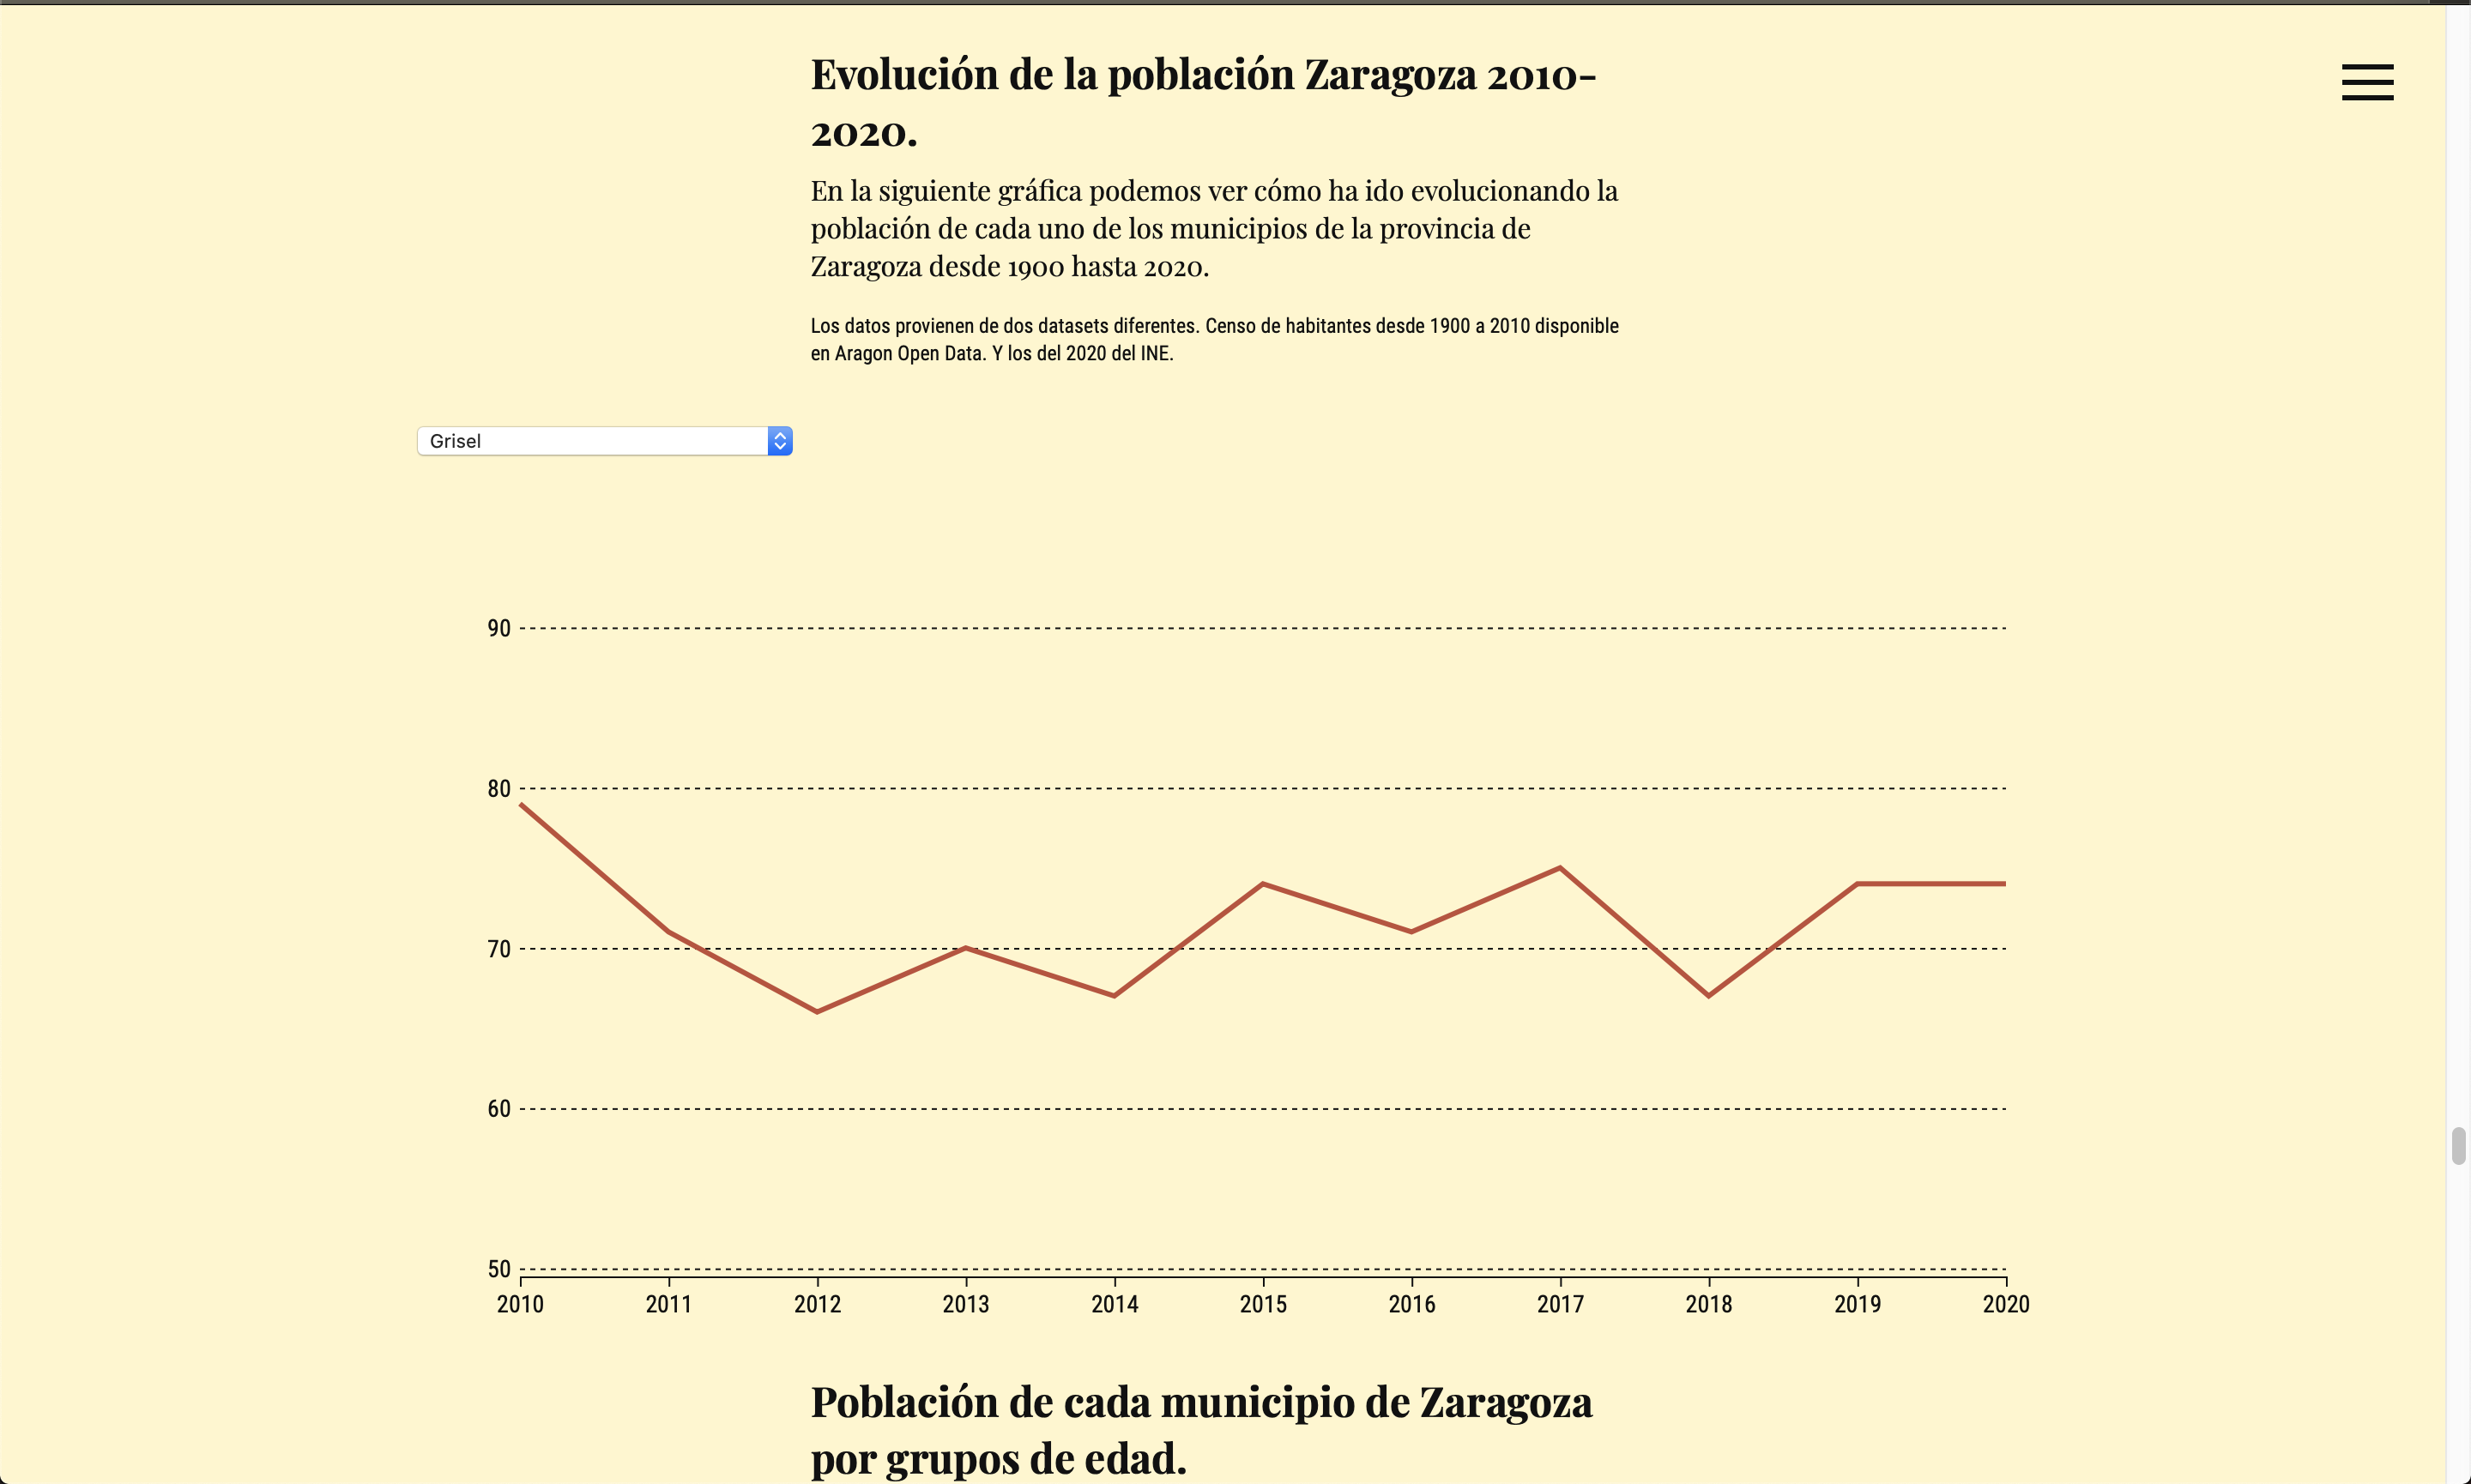 Evolución de la población Zaragoza 2010-
2020.
En la siguiente gráfica podemos ver cómo ha ido evolucionando la
población de cada uno de los municipios de la provincia de
Zaragoza desde 1900 hasta 2020.
Los datos provienen de dos datasets diferentes. Censo de habitantes desde 1900 a 2010 disponible
en Aragon Open Data. Y los del 2020 del INE.
Grisel
90
80
70
60
50
2010 2011 2012 2013 2014 2015 2016 2017 2018 2019 2020
Población de cada municipio de Zaragoza
por grupos de edad.